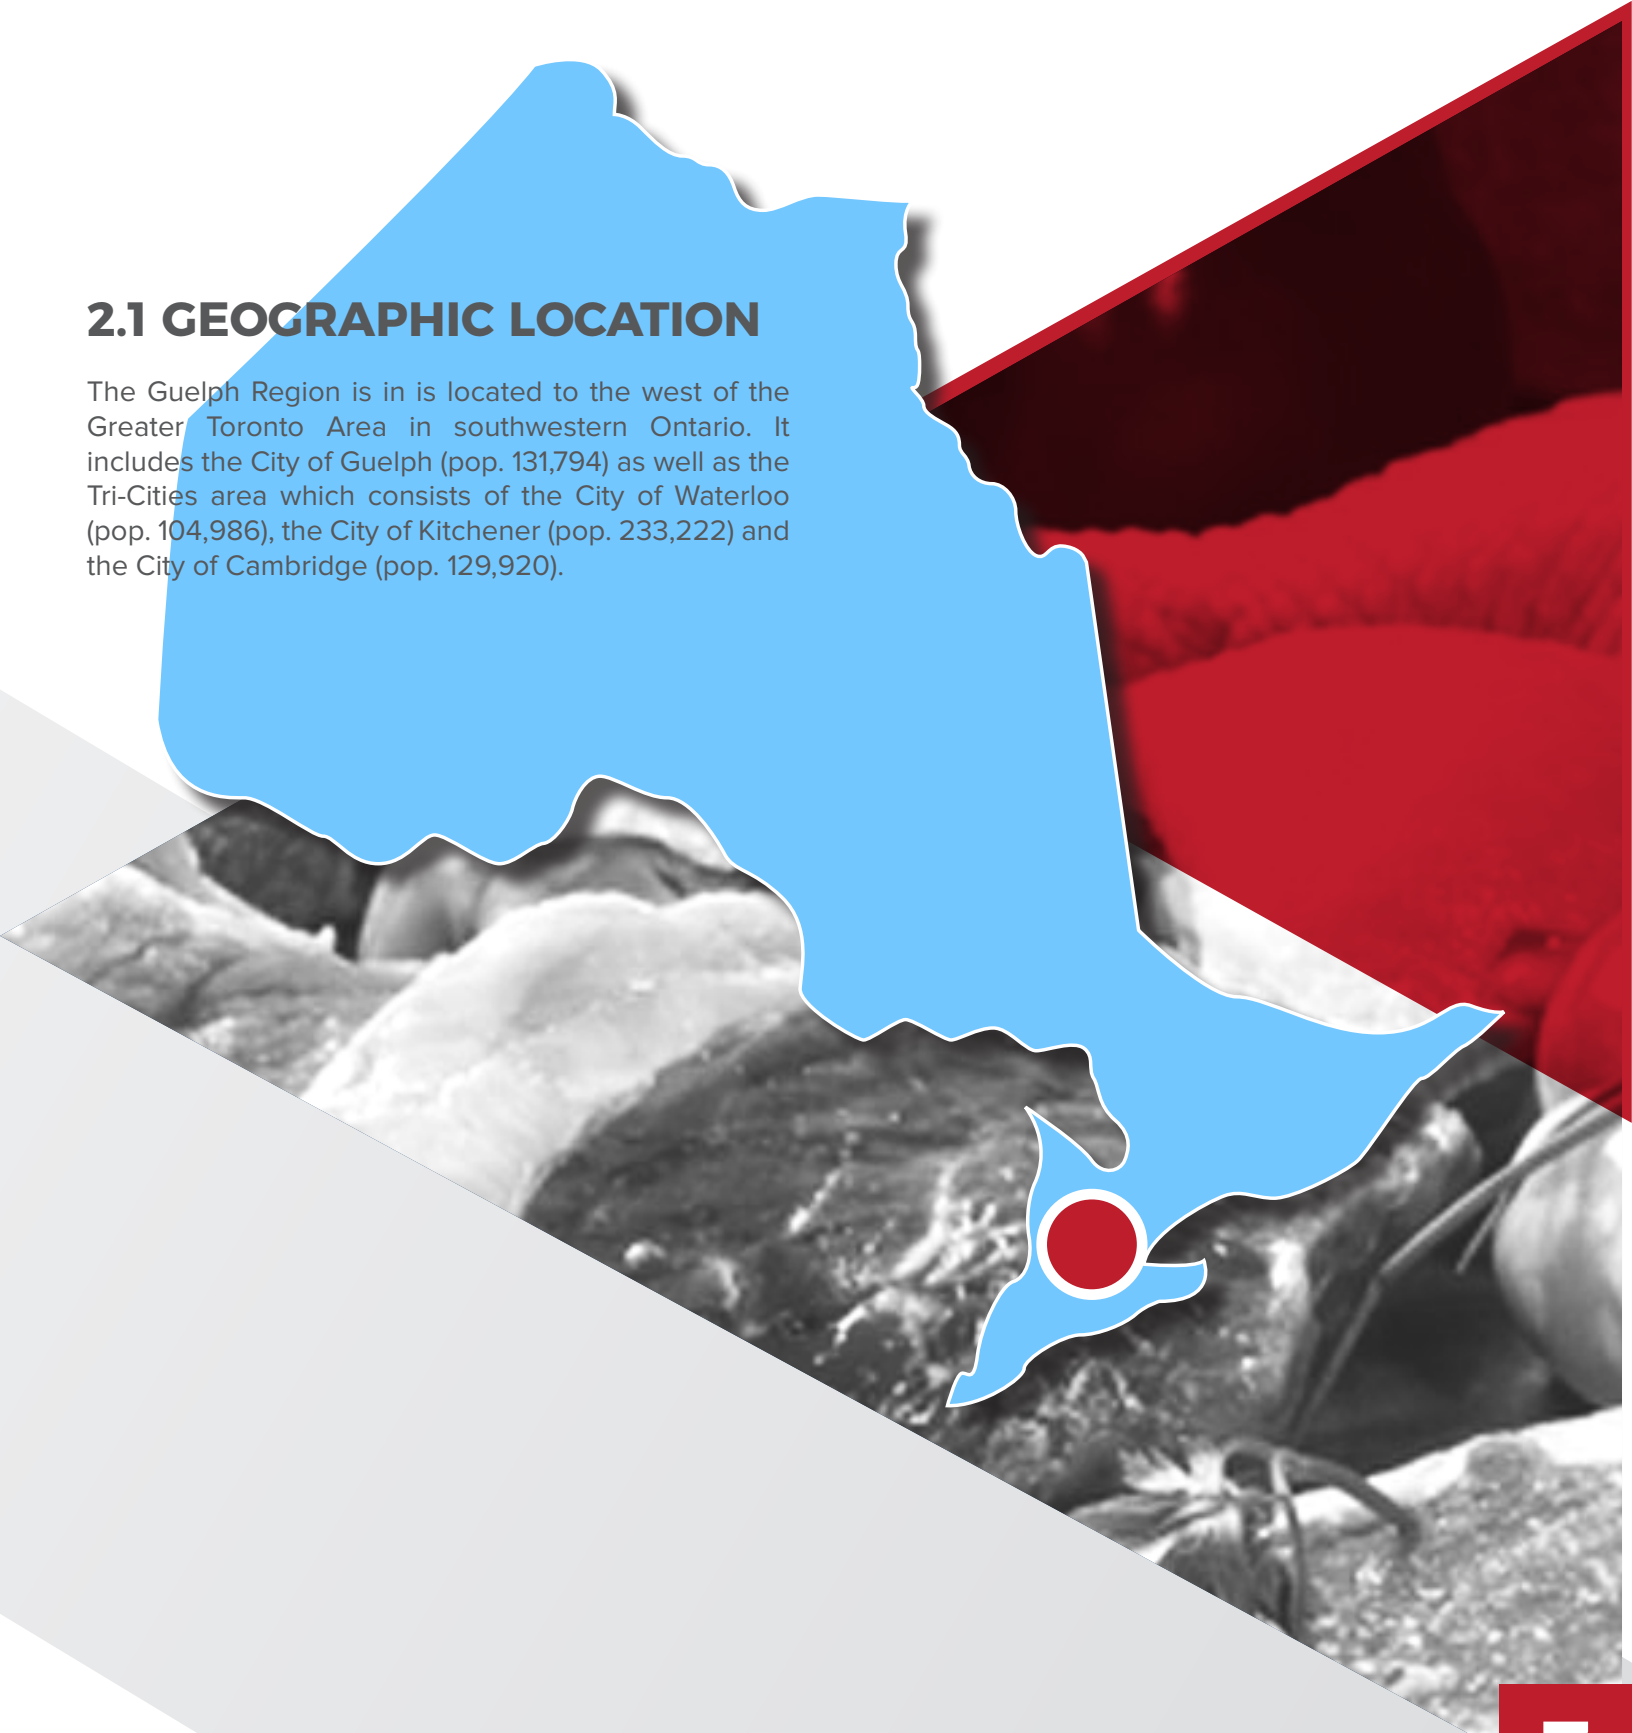 2.1 GEOGRAPHIC LOCATION
The Guelph Region is in is located to the west of the
Greater Toronto Area in southwestern Ontario. It
includes the City of Guelph (pop. 131,794) as well as the
Tri-Cities area which consists of the City of Waterloo
(pop. 104,986), the City of Kitchener (pop. 233,222) and
the City of Cambridge (pop. 129,920).